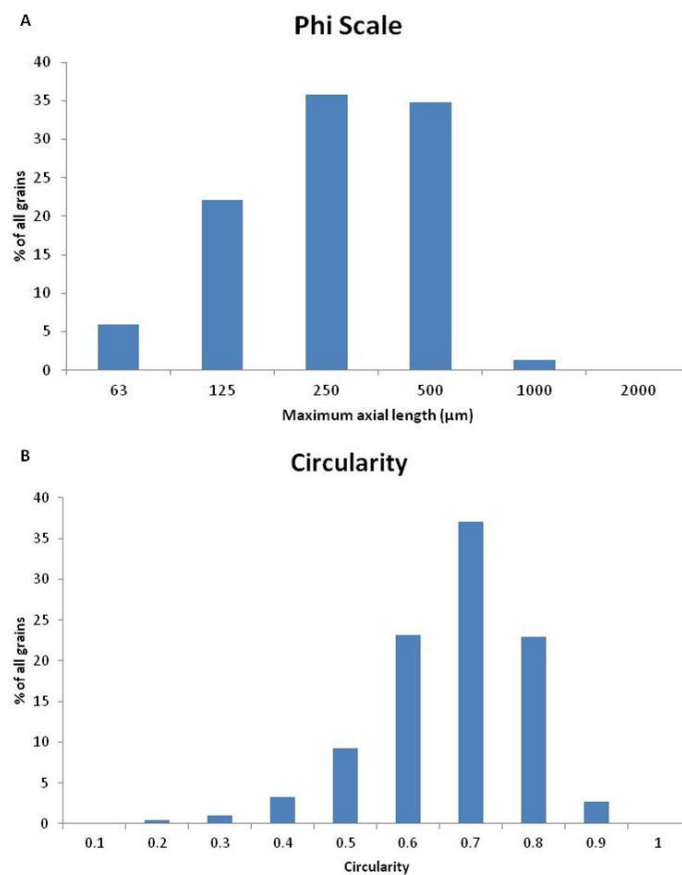 A
Phi Scale
40
35
30
25
20
15
10
5
0
% of all grains
63 125 250 500 1000 2000
Maximum axial length (µm)
B
Circularity
40
35
30
25
20
15
10
5
0
% of all grains
0.1 0.2 0.3 0.4 0.5 0.6 0.7 0.8 0.9 1
Circularity